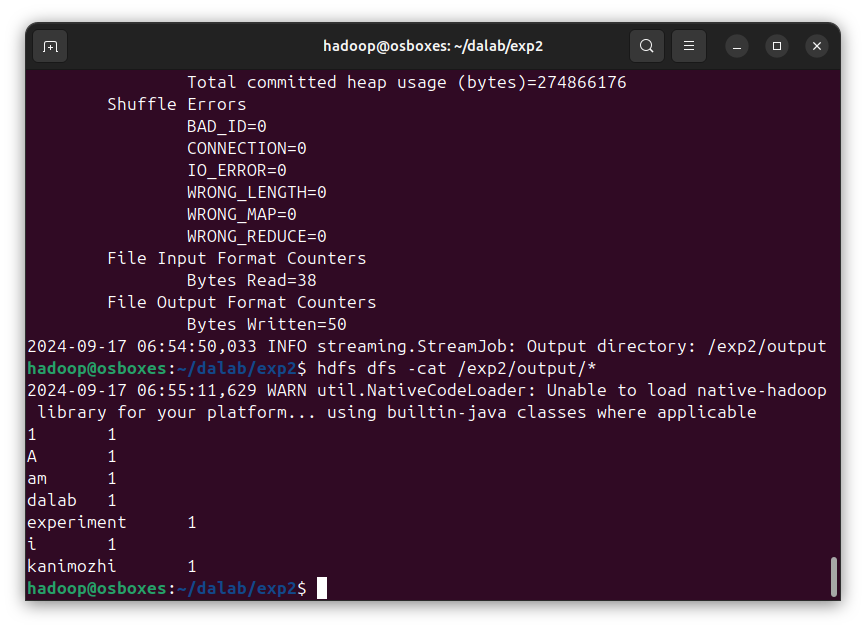 hadoop@osboxes: ~/dalab/exp2
Total committed heap usage (bytes)=274866176
Shuffle Errors
BAD_ID=0
CONNECTION=0
IO_ERROR=0
WRONG_LENGTH=0
WRONG_MAP=0
WRONG_REDUCE=0
File Input Format Counters
Bytes Read=38
File Output Format Counters
Bytes Written=50
2024-09-17 06:54:50,033 INFO streaming.StreamJob: Output directory: /exp2/output
hadoop@osboxes:~/dalab/exp2$ hdfs dfs -cat /exp2/output/*
2024-09-17 06:55:11,629 WARN util.NativeCodeLoader: Unable to load native-hadoop
library for your platform... using builtin-java classes where applicable
1	1
A	1
am	1
dalab	1
experiment	1
i	1
kanimozhi	1
hadoop@osboxes:~/dalab/exp2$